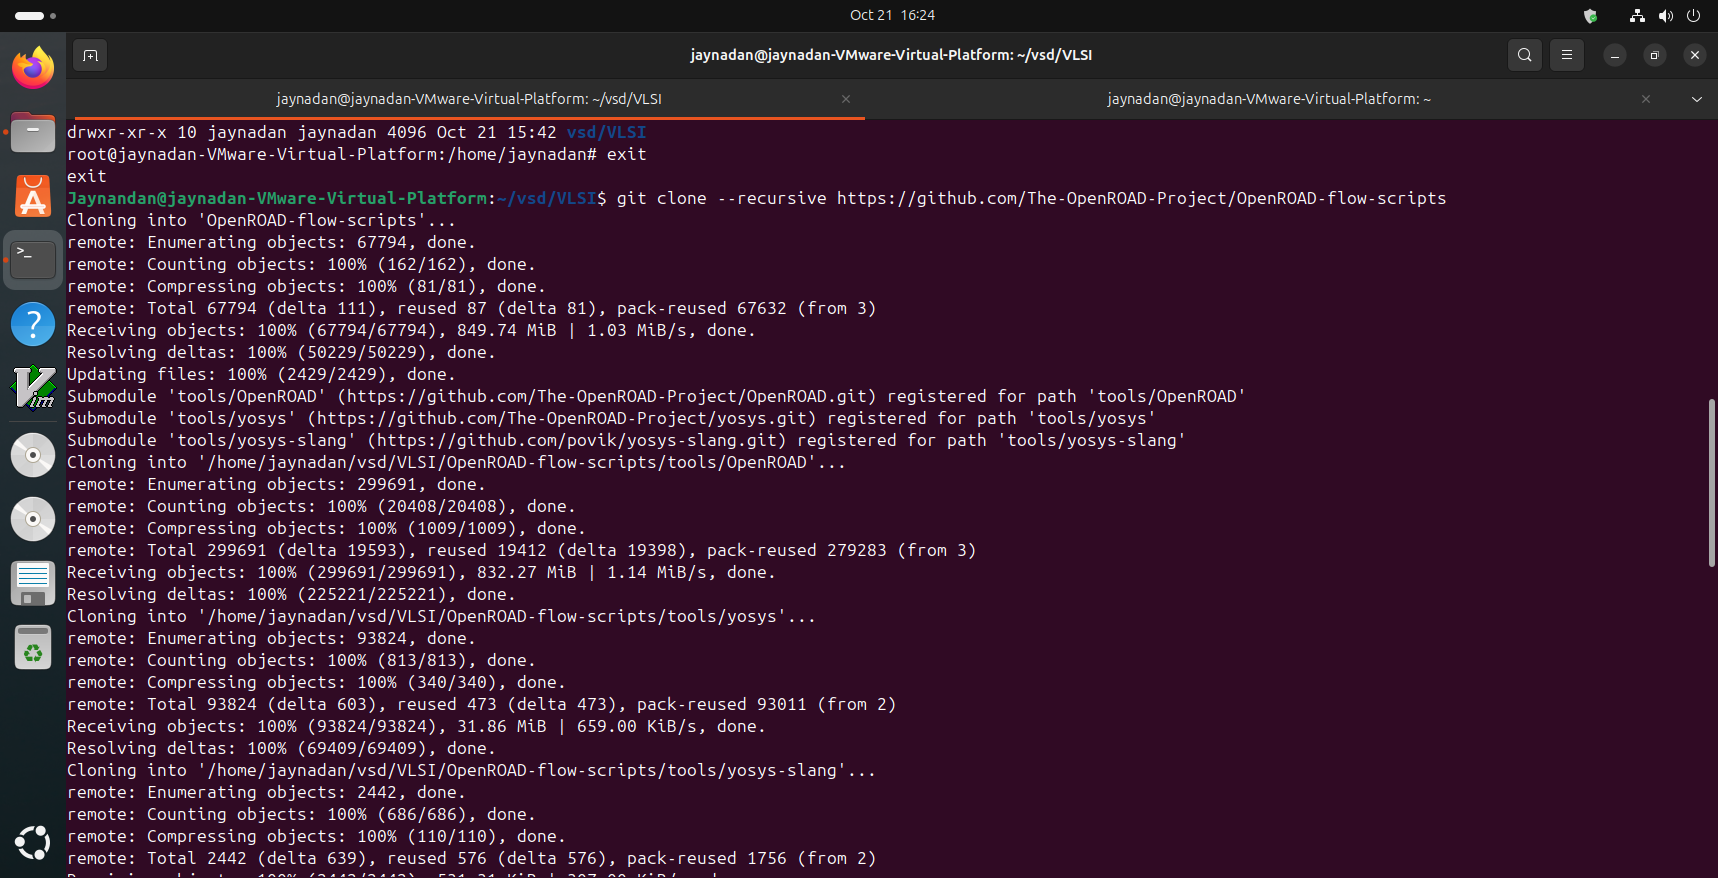 Oct 21 16:24
jaynadan@jaynadan-VMware-Virtual-Platform: ~/vsd/VLSI
jaynadan@jaynadan-VMware-Virtual-Platform: ~/vsd/VLSI
jaynadan@jaynadan-VMware-Virtual-Platform: ~
drwxr-xr-x 10 jaynadan jaynadan 4096 Oct 21 15:42 vsd/VLSI
root@jaynadan-VMware-Virtual-Platform:/home/jaynadan# exit
exit
Jaynandan@jaynadan-VMware-Virtual-Platform:~/vsd/VLSI$ git clone --recursive https://github.com/The-OpenROAD-Project/OpenROAD-flow-scripts
Cloning into 'OpenROAD-flow-scripts'...
remote: Enumerating objects: 67794, done.
remote: Counting objects: 100% (162/162), done.
remote: Compressing objects: 100% (81/81), done.
remote: Total 67794 (delta 111), reused 87 (delta 81), pack-reused 67632 (from 3)
Receiving objects: 100% (67794/67794), 849.74 MiB | 1.03 MiB/s, done.
Resolving deltas: 100% (50229/50229), done.
Updating files: 100% (2429/2429), done.
Submodule 'tools/OpenROAD' (https://github.com/The-OpenROAD-Project/OpenROAD.git) registered for path 'tools/OpenROAD'
Submodule 'tools/yosys' (https://github.com/The-OpenROAD-Project/yosys.git) registered for path 'tools/yosys'
Submodule 'tools/yosys-slang' (https://github.com/povik/yosys-slang.git) registered for path 'tools/yosys-slang'
Cloning into '/home/jaynadan/vsd/VLSI/OpenROAD-flow-scripts/tools/OpenROAD'...
remote: Enumerating objects: 299691, done.
remote: Counting objects: 100% (20408/20408), done.
remote: Compressing objects: 100% (1009/1009), done.
remote: Total 299691 (delta 19593), reused 19412 (delta 19398), pack-reused 279283 (from 3)
Receiving objects: 100% (299691/299691), 832.27 MiB | 1.14 MiB/s, done.
Resolving deltas: 100% (225221/225221), done.
Cloning into '/home/jaynadan/vsd/VLSI/OpenROAD-flow-scripts/tools/yosys'...
remote: Enumerating objects: 93824, done.
remote: Counting objects: 100% (813/813), done.
remote: Compressing objects: 100% (340/340), done.
remote: Total 93824 (delta 603), reused 473 (delta 473), pack-reused 93011 (from 2)
Receiving objects: 100% (93824/93824), 31.86 MiB | 659.00 KiB/s, done.
Resolving deltas: 100% (69409/69409), done.
Cloning into '/home/jaynadan/vsd/VLSI/OpenROAD-flow-scripts/tools/yosys-slang'...
remote: Enumerating objects: 2442, done.
remote: Counting objects: 100% (686/686), done.
remote: Compressing objects: 100% (110/110), done.
remote: Total 2442 (delta 639), reused 576 (delta 576), pack-reused 1756 (from 2)